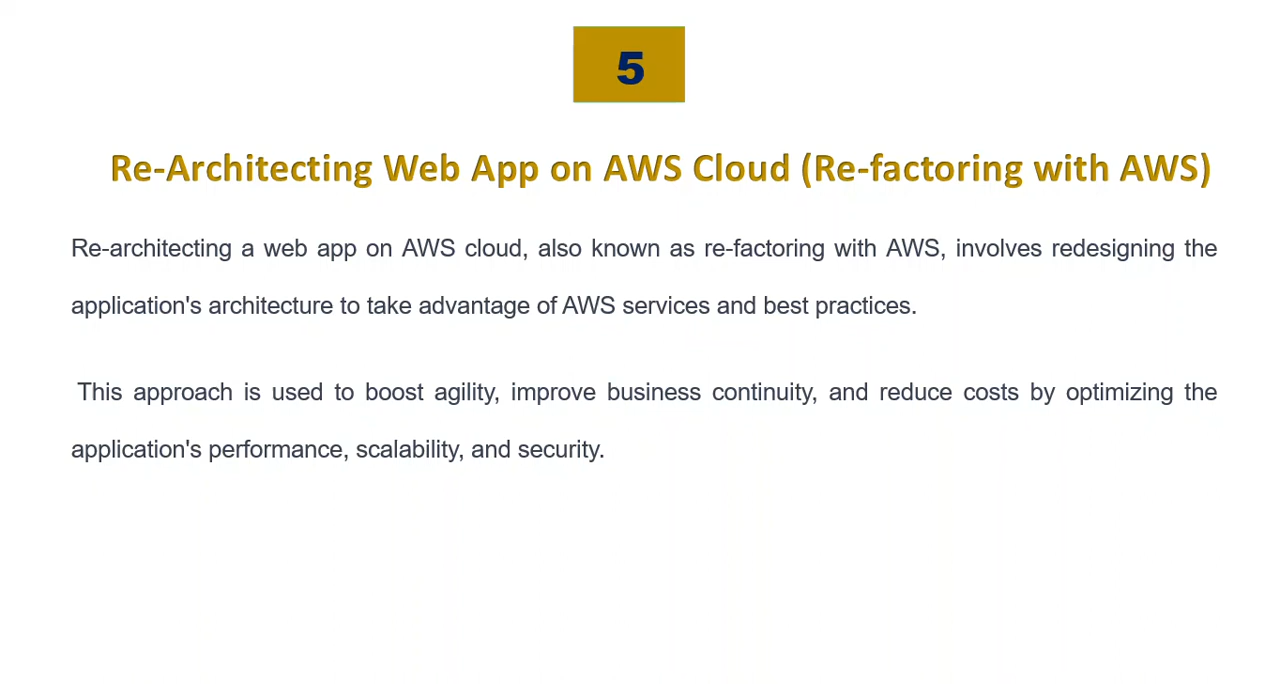 5
Re-Architecting Web App on AWS Cloud (Re-factoring with AWS)
Re-architecting a web app on AWS cloud, also known as re-factoring with AWS, involves redesigning the
application's architecture to take advantage of AWS services and best practices.
This approach is used to boost agility, improve business continuity, and reduce costs by optimizing the
application's performance, scalability, and security.